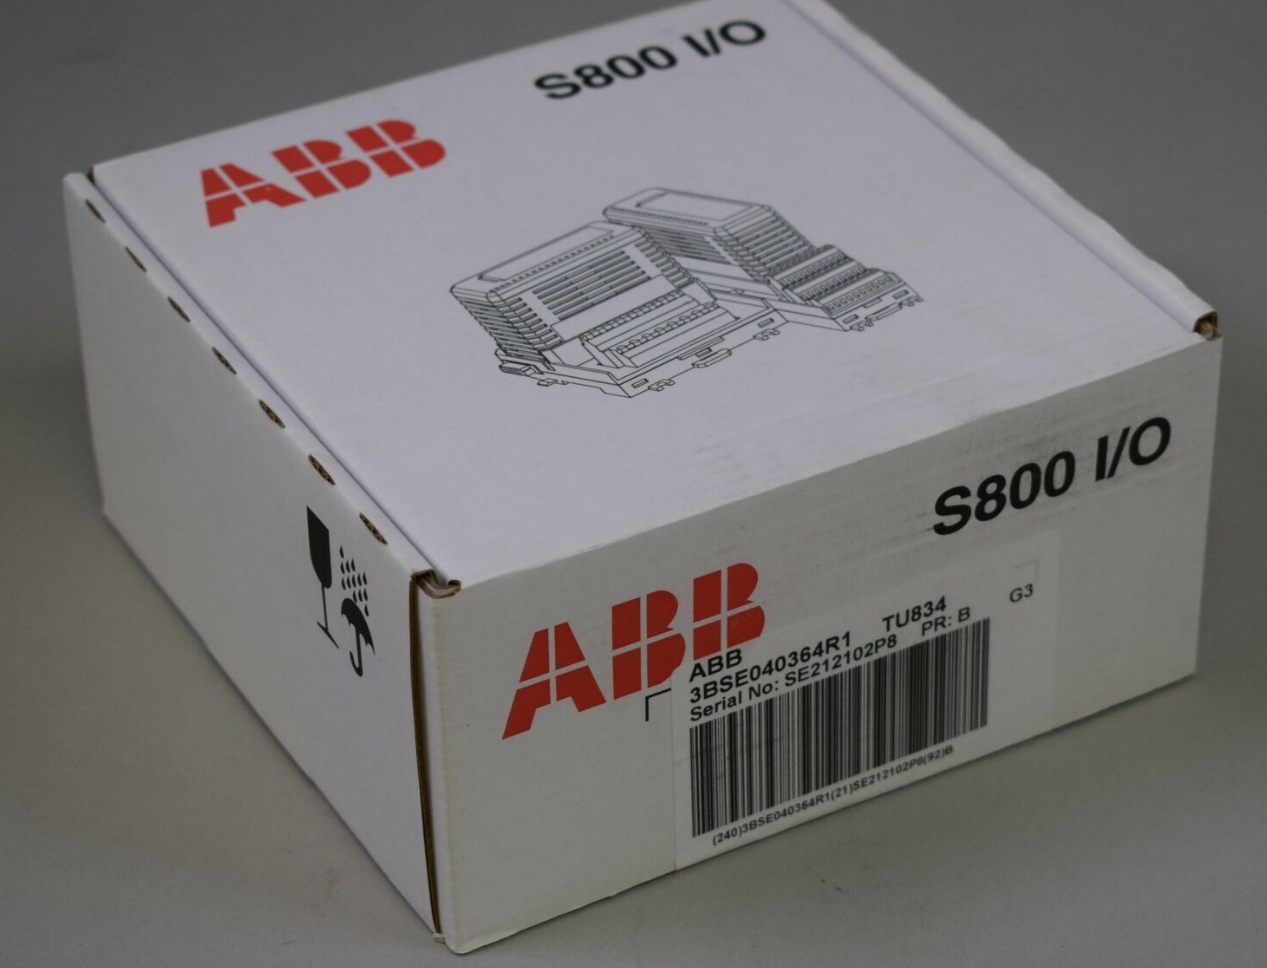 S800 I/O
ABB
S800 I/O
ABB
ABB TU834 G3
3BSE040364R1 PR: B
Serial No: SE212102P8
(240)3BSE040364R1(21)SE212102P8(92)B